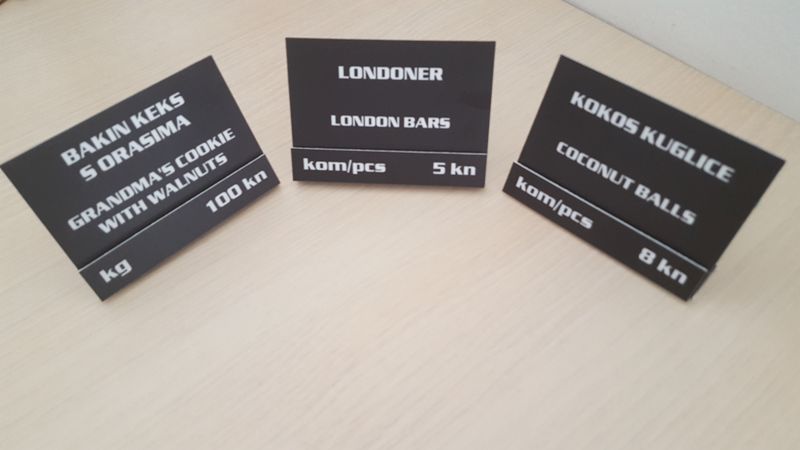 BAKIN KEKS
S ORASIMA
GRANDMA'S COOKIE
WITH WALNUTS
kg 100 kn
LONDONER
LONDON BARS
kom/pcs 5 kn
KOKOS KUGLICE
COCONUT BALLS
kom/pcs 8 kn